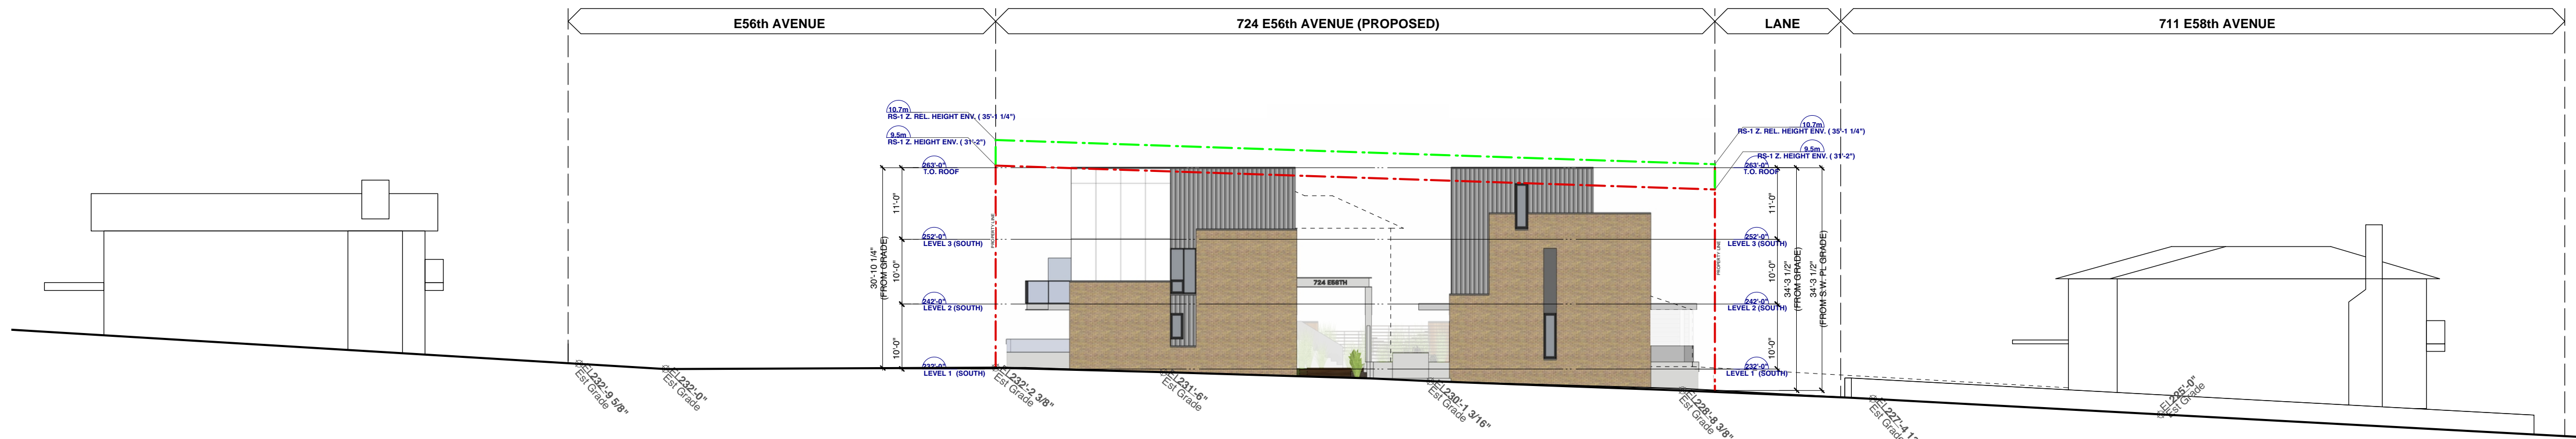 E56th AVENUE
724 E56th AVENUE (PROPOSED)
LANE
711 E58th AVENUE
10.7m
RS-1 Z. REL. HEIGHT ENV. ( 35'-1 1/4")
9.5m
RS-1 Z. HEIGHT ENV. ( 31'-2")
263'-0"
T.O. ROOF
252'-0"
LEVEL 3 (SOUTH)
242'-0"
LEVEL 2 (SOUTH)
232'-0"
LEVEL 1 (SOUTH)
11'-0"
10'-0"
10'-0"
30'-10 1/4"
(FROM GRADE)
PROPERTY LINE
724 E56TH
10.7m
RS-1 Z. REL. HEIGHT ENV. ( 35'-1 1/4")
9.5m
RS-1 Z. HEIGHT ENV. ( 31'-2")
263'-0"
T.O. ROOF
252'-0"
LEVEL 3 (SOUTH)
242'-0"
LEVEL 2 (SOUTH)
232'-0"
LEVEL 1 (SOUTH)
11'-0"
10'-0"
10'-0"
34'-3 1/2"
(FROM GRADE)
34'-3 1/2"
(FROM S.W. PL GRADE)
PROPERTY LINE
EL232'-9 5/8"
Est Grade
EL232'-0"
Est Grade
EL232'-2 3/8"
Est Grade
EL231'-6"
Est Grade
EL230'-1 3/16"
Est Grade
EL228'-8 3/8"
Est Grade
EL227'-4
Est Grade
EL225'-0"
Est Grade